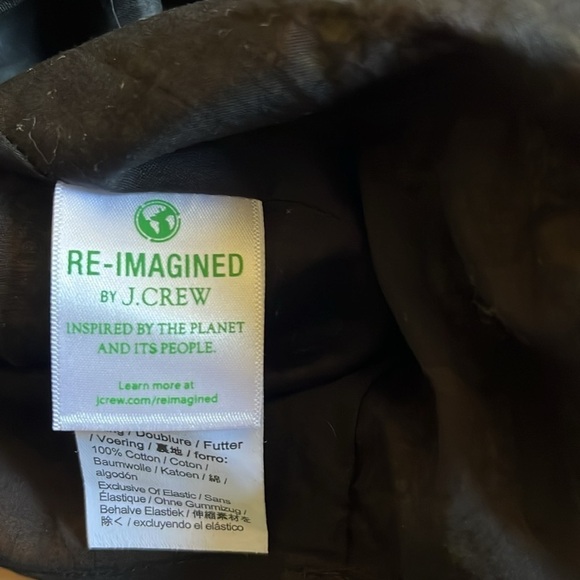 RE-IMAGINED
BY J.CREW
INSPIRED BY THE PLANET
AND ITS PEOPLE.
Learn more at
jcrew.com/reimagined
/ Doublure / Futter
/ Voering / 裏地 / forro:
100% Cotton / Coton /
Baumwolle / Katoen / 綿 /
algodón
Exclusive Of Elastic / Sans
Élastique / Ohne Gummizug /
Behalve Elastiek / 伸縮素材を
除く / excluyendo el elástico